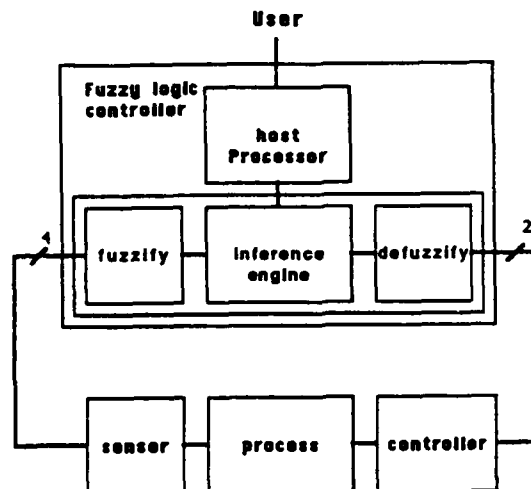 User
Fuzzy logic
controller
host
Processor
4
fuzzify
inference
engine
defuzzify
2
sensor
process
controller